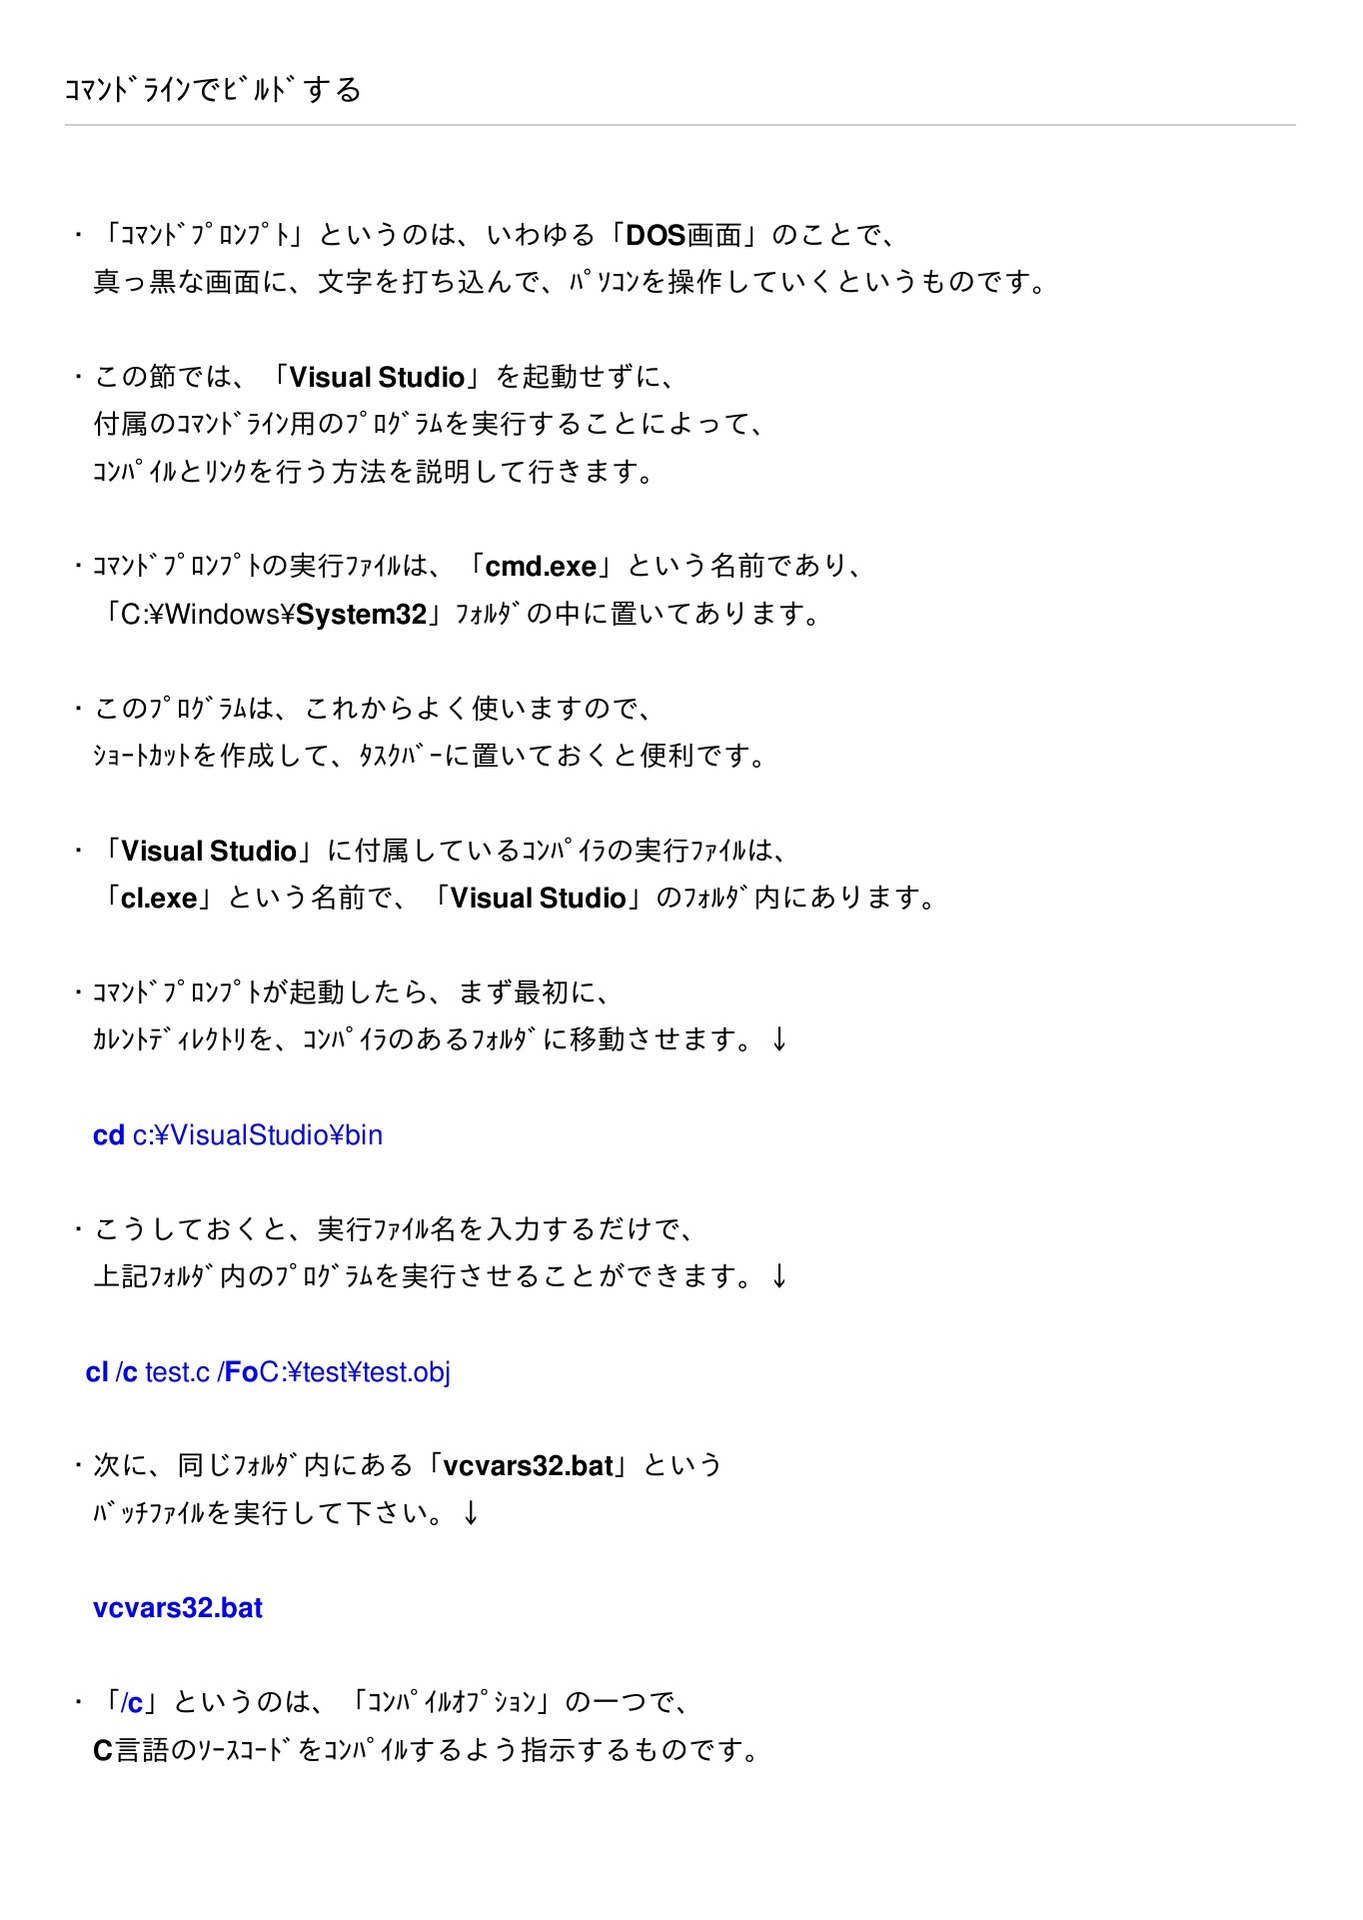 ｺﾏﾝﾄﾞﾗｲﾝでﾋﾞﾙﾄﾞする
・「ｺﾏﾝﾄﾞﾌﾟﾛﾝﾌﾟﾄ」というのは、いわゆる「DOS画面」のことで、
真っ黒な画面に、文字を打ち込んで、ﾊﾟｿｺﾝを操作していくというものです。
・この節では、「Visual Studio」を起動せずに、
付属のｺﾏﾝﾄﾞﾗｲﾝ用のﾌﾟﾛｸﾞﾗﾑを実行することによって、
ｺﾝﾊﾟｲﾙとﾘﾝｸを行う方法を説明して行きます。
・ｺﾏﾝﾄﾞﾌﾟﾛﾝﾌﾟﾄの実行ﾌｧｲﾙは、「cmd.exe」という名前であり、
「C:¥Windows¥System32」ﾌｫﾙﾀﾞの中に置いてあります。
・このﾌﾟﾛｸﾞﾗﾑは、これからよく使いますので、
ｼｮｰﾄｶｯﾄを作成して、ﾀｽｸﾊﾞｰに置いておくと便利です。
・「Visual Studio」に付属しているｺﾝﾊﾟｲﾗの実行ﾌｧｲﾙは、
「cl.exe」という名前で、「Visual Studio」のﾌｫﾙﾀﾞ内にあります。
・ｺﾏﾝﾄﾞﾌﾟﾛﾝﾌﾟﾄが起動したら、まず最初に、
ｶﾚﾝﾄﾃﾞｨﾚｸﾄﾘを、ｺﾝﾊﾟｲﾗのあるﾌｫﾙﾀﾞに移動させます。↓
cd c:¥VisualStudio¥bin
・こうしておくと、実行ﾌｧｲﾙ名を入力するだけで、
上記ﾌｫﾙﾀﾞ内のﾌﾟﾛｸﾞﾗﾑを実行させることができます。↓
cl /c test.c /FoC:¥test¥test.obj
・次に、同じﾌｫﾙﾀﾞ内にある「vcvars32.bat」という
ﾊﾞｯﾁﾌｧｲﾙを実行して下さい。↓
vcvars32.bat
・「/c」というのは、「ｺﾝﾊﾟｲﾙｵﾌﾟｼｮﾝ」の一つで、
C言語のｿｰｽｺｰﾄﾞをｺﾝﾊﾟｲﾙするよう指示するものです。